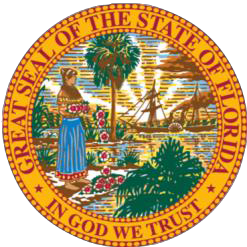 GREAT SEAL OF THE STATE OF FLORIDA
IN GOD WE TRUST